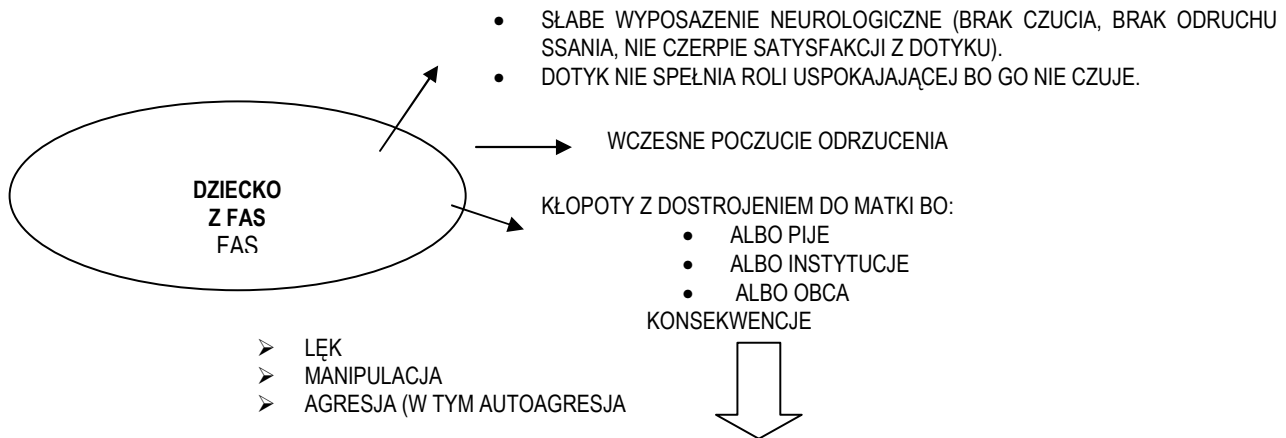 • SŁABE WYPOSAZENIE NEUROLOGICZNE (BRAK CZUCIA, BRAK ODRUCHU
SSANIA, NIE CZERPIE SATYSFAKCJI Z DOTYKU).
• DOTYK NIE SPEŁNIA ROLI USPOKAJAJĄCEJ BO GO NIE CZUJE.
WCZESNE POCZUCIE ODRZUCENIA
DZIECKO
Z FAS
FAS
KŁOPOTY Z DOSTROJENIEM DO MATKI BO:
• ALBO PIJE
• ALBO INSTYTUCJE
• ALBO OBCA
KONSEKWENCJE
➢ LĘK
➢ MANIPULACJA
➢ AGRESJA (W TYM AUTOAGRESJA